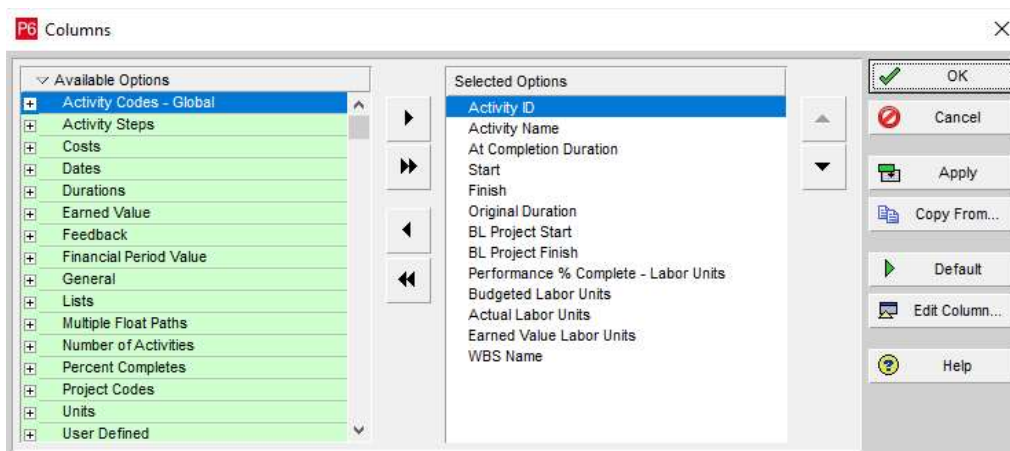 P6 Columns
Available Options
Activity Codes - Global
Activity Steps
Costs
Dates
Durations
Earned Value
Feedback
Financial Period Value
General
Lists
Multiple Float Paths
Number of Activities
Percent Completes
Project Codes
Units
User Defined
Selected Options
Activity ID
Activity Name
At Completion Duration
Start
Finish
Original Duration
BL Project Start
BL Project Finish
Performance % Complete - Labor Units
Budgeted Labor Units
Actual Labor Units
Earned Value Labor Units
WBS Name
OK
Cancel
Apply
Copy From...
Default
Edit Column...
Help